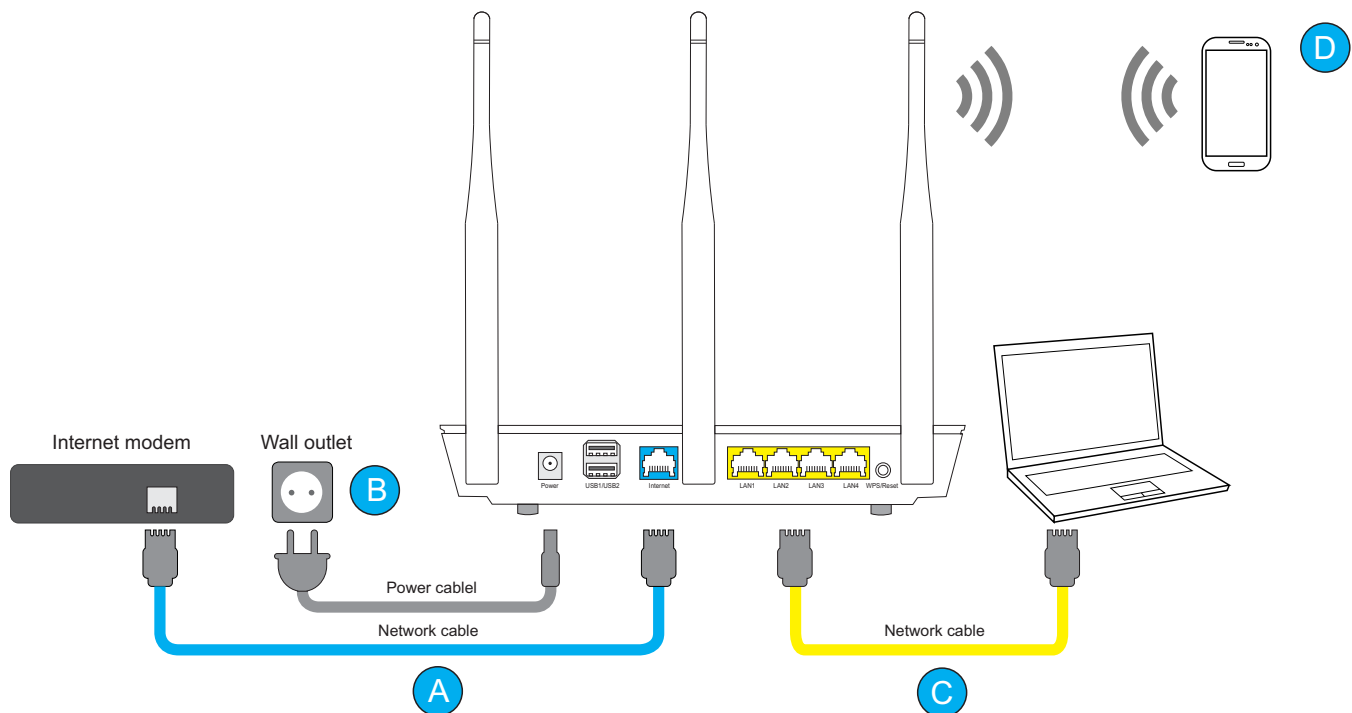 D
Internet modem
Wall outlet
B
Power
USB1/USB2
Internet
LAN1
LAN2
LAN3
LAN4
WPS/Reset
Power cablel
Network cable
Network cable
A
C